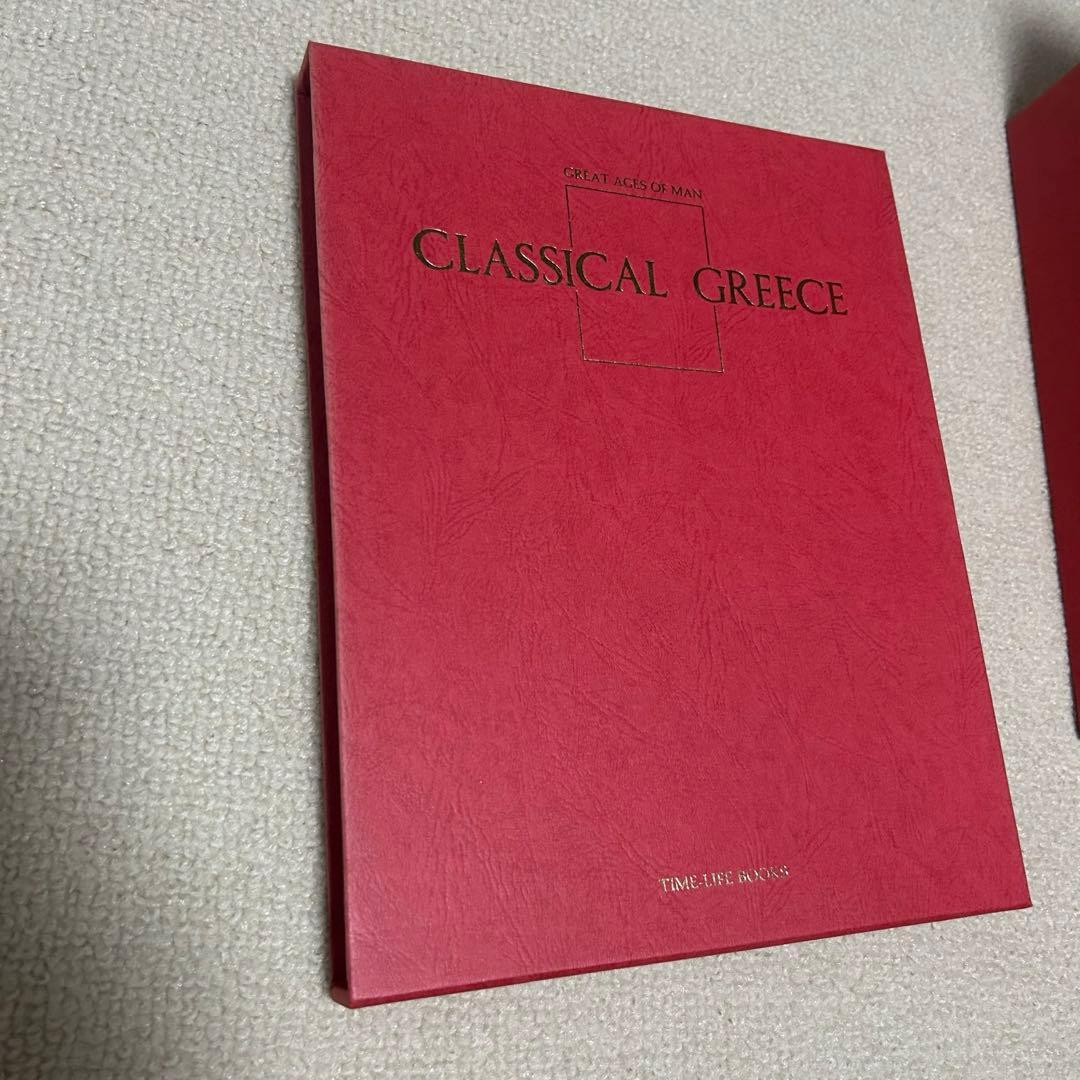 GREAT AGES OF MAN
CLASSICAL GREECE
TIME-LIFE BOOKS